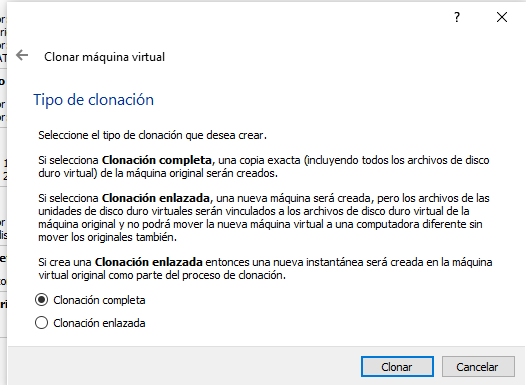 ?
Clonar máquina virtual
Tipo de clonación
Seleccione el tipo de clonación que desea crear.
Si selecciona Clonación completa, una copia exacta (incluyendo todos los archivos de disco
duro virtual) de la máquina original serán creados.
Si selecciona Clonación enlazada, una nueva máquina será creada, pero los archivos de las
unidades de disco duro virtuales serán vinculados a los archivos de disco duro virtual de la
máquina original y no podrá mover la nueva máquina virtual a una computadora diferente sin
mover los originales también.
Si crea una Clonación enlazada entonces una nueva instantánea será creada en la máquina
virtual original como parte del proceso de clonación.
Clonación completa
Clonación enlazada
Clonar
Cancelar